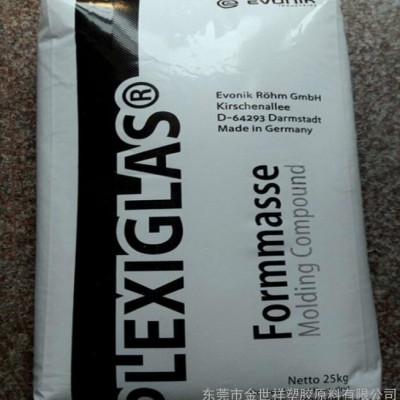 EVONIK
INDUSTRIES
Evonik Röhm GmbH
Kirschenallee
D-64293 Darmstadt
Made in Germany
PLEXIGLAS®
Formmasse
Molding Compound
Netto 25kg
东莞市金世祥塑胶原料有限公司